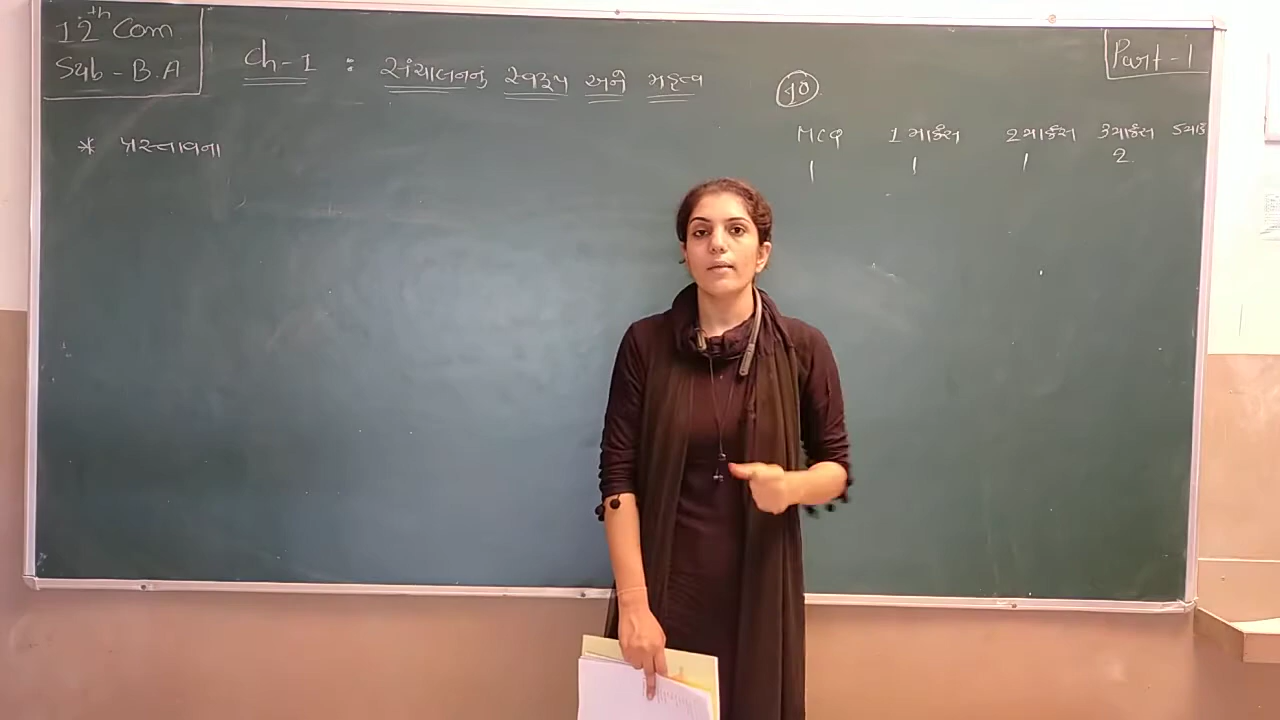 12th Com.
Sub - B.A
Ch-1 : સંચાલનનું સ્વરૂપ અને મહત્વ
10
Part-1
* પ્રસ્તાવના
MCQ 1 માર્કસ 2 માર્કસ 3 માર્કસ 5 માર્ક
1 1 1 2